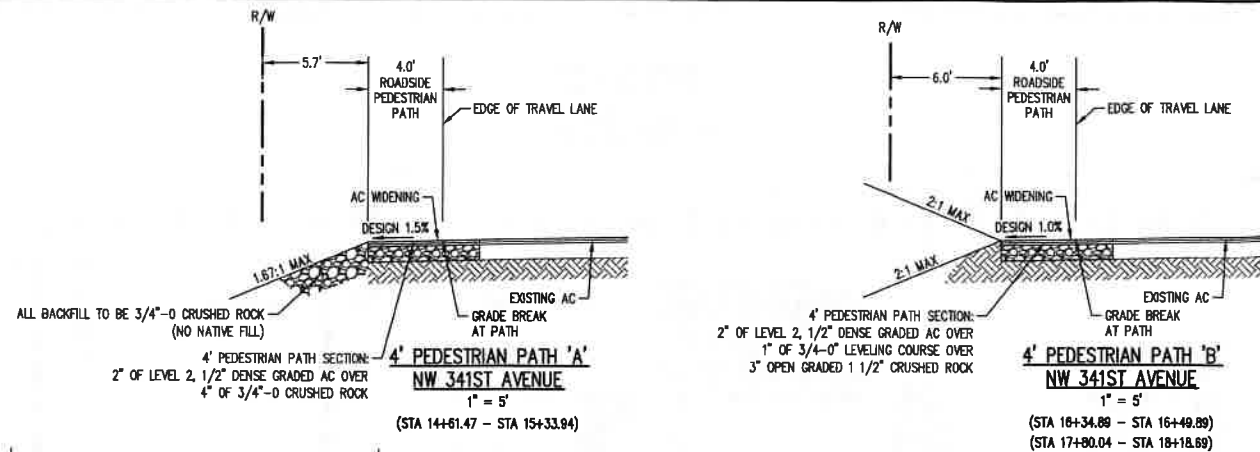 R/W
5.7'
4.0'
ROADSIDE
PEDESTRIAN
PATH
EDGE OF TRAVEL LANE
AC WIDENING
DESIGN 1.5%
1.67:1 MAX
ALL BACKFILL TO BE 3/4"-0 CRUSHED ROCK
(NO NATIVE FILL)
EXISTING AC
GRADE BREAK
AT PATH
4' PEDESTRIAN PATH SECTION:
2" OF LEVEL 2, 1/2" DENSE GRADED AC OVER
4" OF 3/4"-0 CRUSHED ROCK
4' PEDESTRIAN PATH 'A'
NW 341ST AVENUE
1" = 5'
(STA 14+61.47 - STA 15+33.94)
R/W
6.0'
4.0'
ROADSIDE
PEDESTRIAN
PATH
EDGE OF TRAVEL LANE
2:1 MAX
AC WIDENING
DESIGN 1.0%
2:1 MAX
EXISTING AC
GRADE BREAK
AT PATH
4' PEDESTRIAN PATH SECTION:
2" OF LEVEL 2, 1/2" DENSE GRADED AC OVER
1" OF 3/4-0" LEVELING COURSE OVER
3" OPEN GRADED 1 1/2" CRUSHED ROCK
4' PEDESTRIAN PATH 'B'
NW 341ST AVENUE
1" = 5'
(STA 16+34.89 - STA 16+49.89)
(STA 17+80.04 - STA 18+18.69)